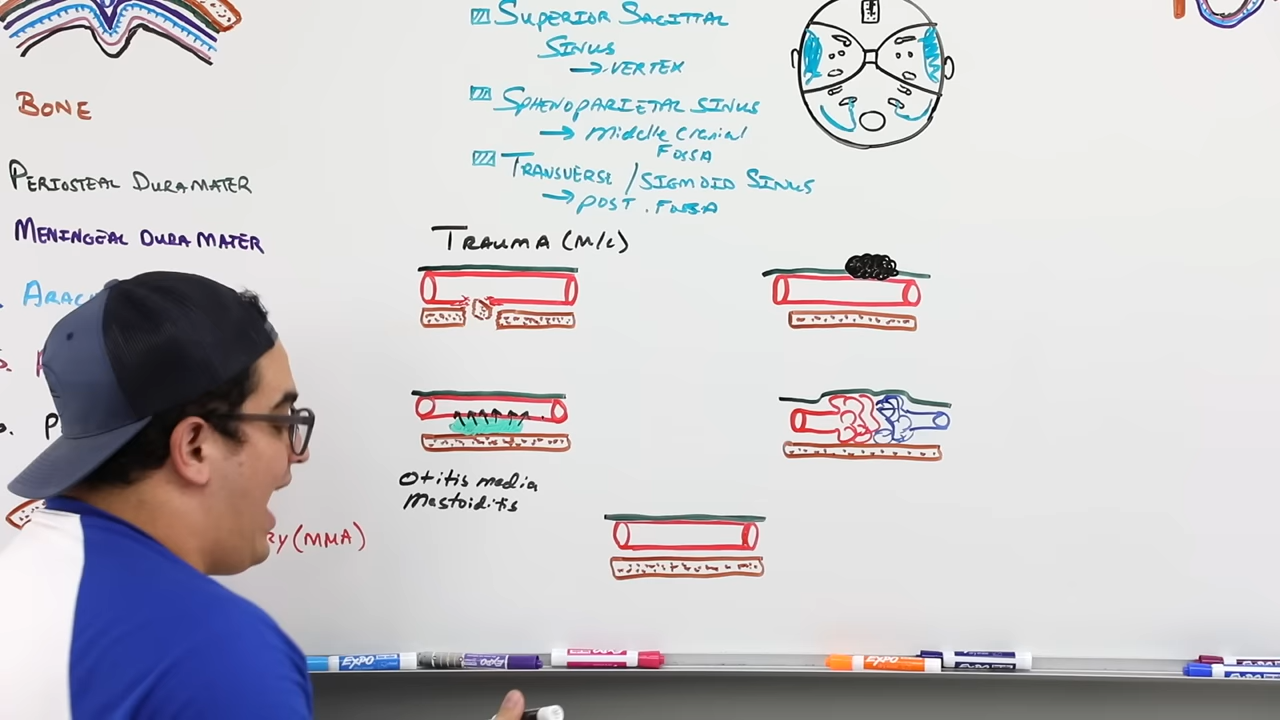 Superior Sagittal
Sinus
→ Vertex
Sphenoparietal Sinus
→ Middle Cranial
Fossa
Transverse / Sigmoid Sinus
→ Post. Fossa
Bone
Periosteal Dura Mater
Meningeal Dura Mater
Trauma (M/C)
Otitis media
Mastoiditis
(MMA)
EXPO
EXPO
EXPO